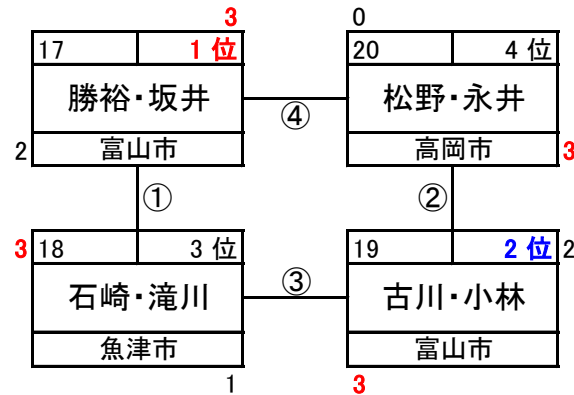 3 0
17 1 位 20 4 位
勝裕・坂井 ④ 松野・永井
2 富山市 高岡市 3
① ②
3 18 3 位 19 2 位 2
石崎・滝川 ③ 古川・小林
魚津市 富山市
1 3